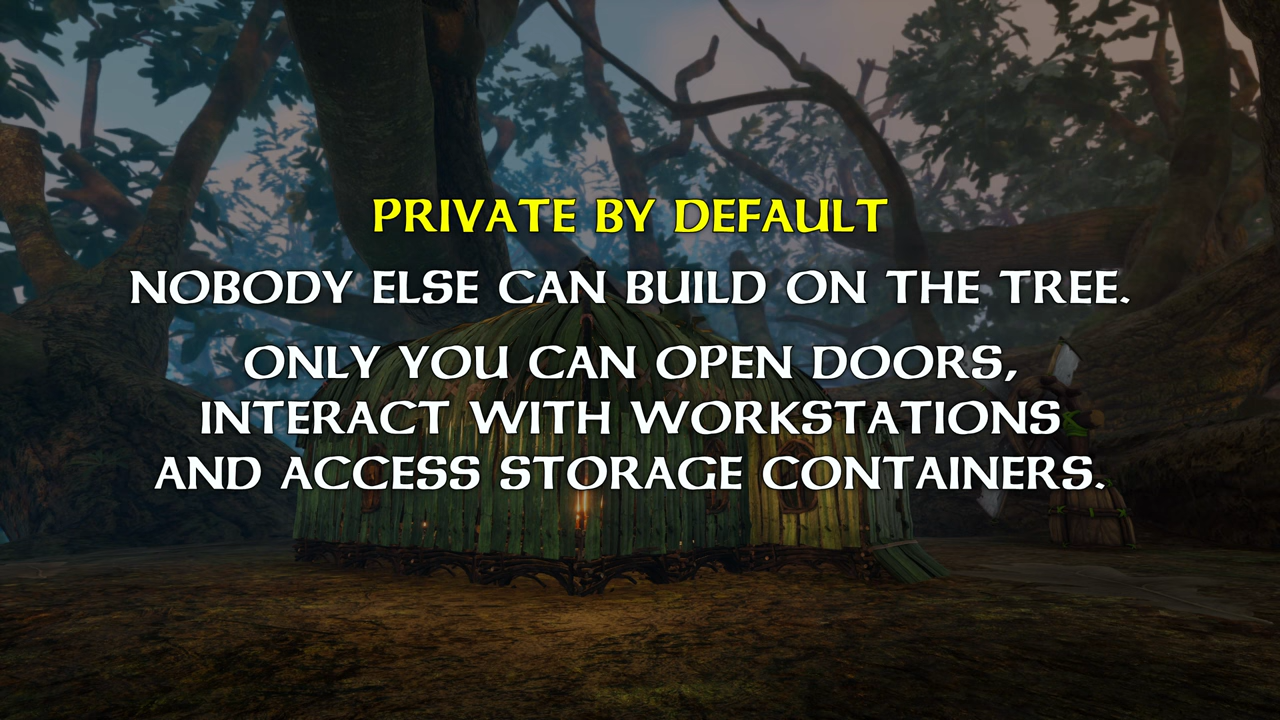 PRIVATE BY DEFAULT
NOBODY ELSE CAN BUILD ON THE TREE.
ONLY YOU CAN OPEN DOORS,
INTERACT WITH WORKSTATIONS
AND ACCESS STORAGE CONTAINERS.